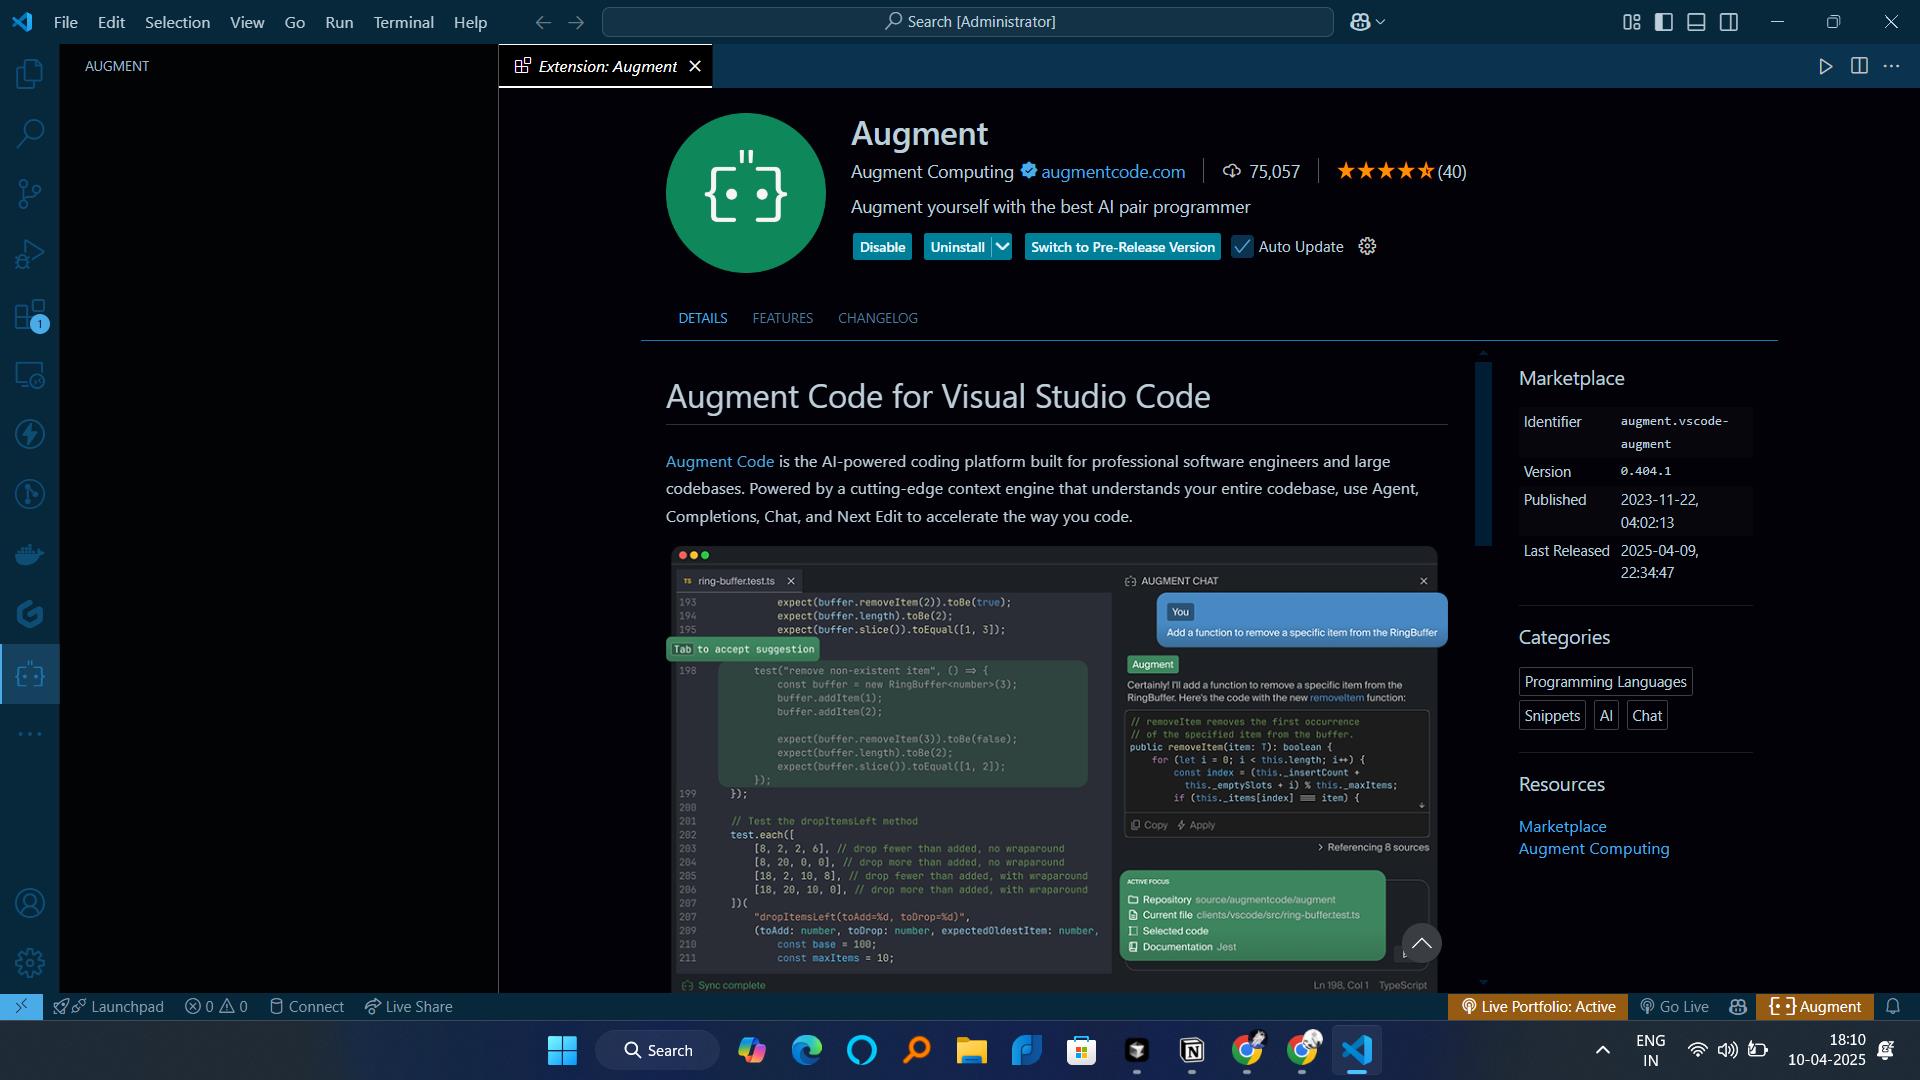 File Edit Selection View Go Run Terminal Help
Search [Administrator]
AUGMENT
Extension: Augment
Augment
Augment Computing augmentcode.com 75,057 (40)
Augment yourself with the best AI pair programmer
Disable Uninstall Switch to Pre-Release Version Auto Update
1
DETAILS FEATURES CHANGELOG
Augment Code for Visual Studio Code
Augment Code is the AI-powered coding platform built for professional software engineers and large
codebases. Powered by a cutting-edge context engine that understands your entire codebase, use Agent,
Completions, Chat, and Next Edit to accelerate the way you code.
TS ring-buffer.test.ts
193 expect(buffer.removeItem(2)).toBe(true);
194 expect(buffer.length).toBe(2);
195 expect(buffer.slice()).toEqual([1, 3]);
Tab to accept suggestion
198 test("remove non-existent item", () => {
const buffer = new RingBuffer<number>(3);
buffer.addItem(1);
buffer.addItem(2);
expect(buffer.removeItem(3)).toBe(false);
expect(buffer.length).toBe(2);
expect(buffer.slice()).toEqual([1, 2]);
});
199 });
200
201 // Test the dropItemsLeft method
202 test.each([
203 [8, 2, 2, 6], // drop fewer than added, no wraparound
204 [8, 20, 0, 0], // drop more than added, no wraparound
205 [18, 2, 10, 8], // drop fewer than added, with wraparound
206 [18, 20, 10, 0], // drop more than added, with wraparound
207 ])(
207 "dropItemsLeft(toAdd=%d, toDrop=%d)",
209 (toAdd: number, toDrop: number, expectedOldestItem: number,
210 const base = 100;
211 const maxItems = 10;
Sync complete
Ln 198, Col 1 TypeScript
AUGMENT CHAT
You
Add a function to remove a specific item from the RingBuffer
Augment
Certainly! I'll add a function to remove a specific item from the
RingBuffer. Here's the code with the new removeItem function:
// removeItem removes the first occurrence
// of the specified item from the buffer.
public removeItem(item: T): boolean {
for (let i = 0; i < this.length; i++) {
const index = (this._insertCount +
this._emptySlots + i) % this._maxItems;
if (this._items[index] === item) {
Copy Apply
Referencing 8 sources
ACTIVE FOCUS
Repository source/augmentcode/augment
Current file clients/vscode/src/ring-buffer.test.ts
Selected code
Documentation Jest
Marketplace
Identifier augment.vscode-
augment
Version 0.404.1
Published 2023-11-22,
04:02:13
Last Released 2025-04-09,
22:34:47
Categories
Programming Languages
Snippets AI Chat
Resources
Marketplace
Augment Computing
Launchpad 0 0 Connect Live Share
Live Portfolio: Active Go Live Augment
Search
ENG
IN
18:10
10-04-2025